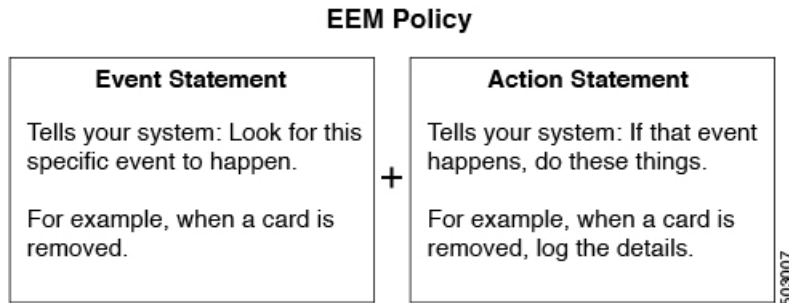 EEM Policy
Event Statement
Tells your system: Look for this
specific event to happen.
For example, when a card is
removed.
+
Action Statement
Tells your system: If that event
happens, do these things.
For example, when a card is
removed, log the details.
503007